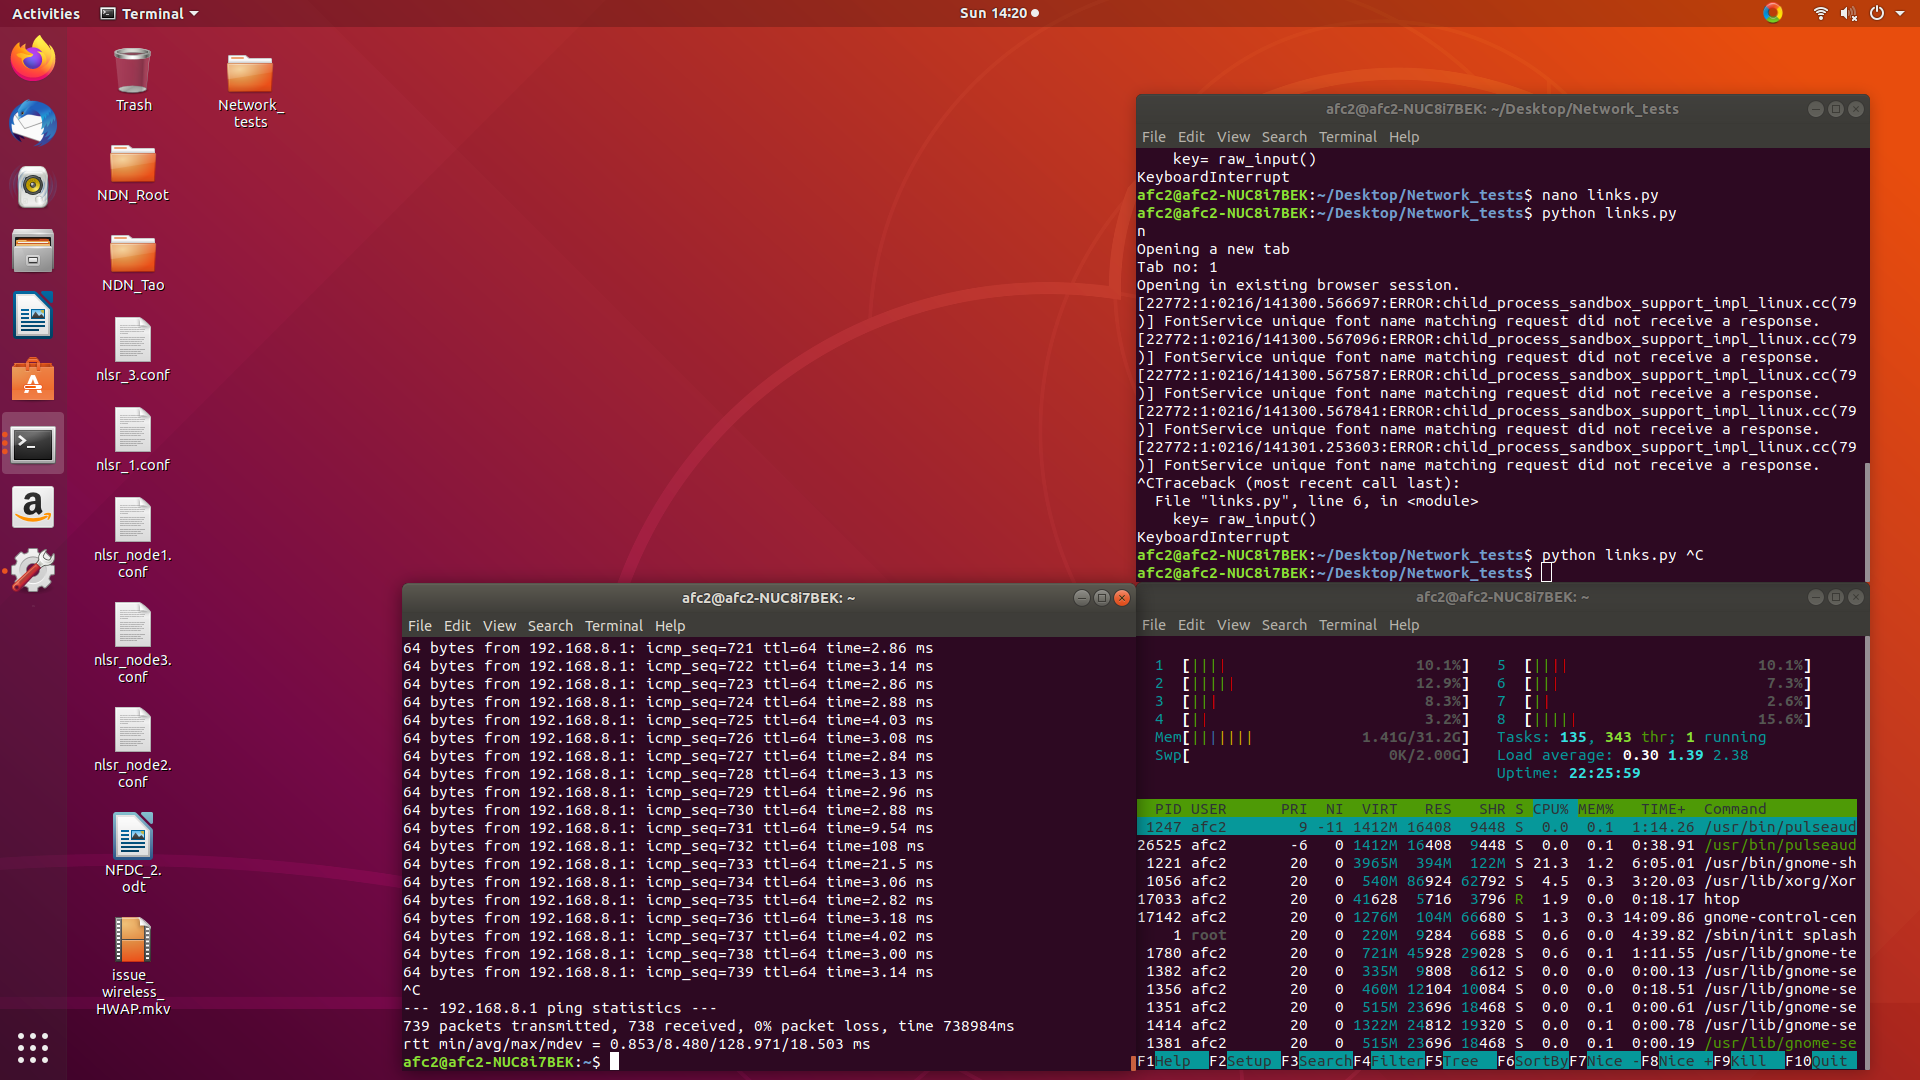 Activities Terminal Sun 14:20
Trash
Network_
tests
NDN_Root
NDN_Tao
nlsr_3.conf
nlsr_1.conf
nlsr_node1.
conf
nlsr_node3.
conf
nlsr_node2.
conf
NFDC_2.
odt
issue_
wireless_
HWAP.mkv
afc2@afc2-NUC8i7BEK: ~/Desktop/Network_tests
File Edit View Search Terminal Help
key= raw_input()
KeyboardInterrupt
afc2@afc2-NUC8i7BEK:~/Desktop/Network_tests$ nano links.py
afc2@afc2-NUC8i7BEK:~/Desktop/Network_tests$ python links.py
n
Opening a new tab
Tab no: 1
Opening in existing browser session.
[22772:1:0216/141300.566697:ERROR:child_process_sandbox_support_impl_linux.cc(79
)] FontService unique font name matching request did not receive a response.
[22772:1:0216/141300.567096:ERROR:child_process_sandbox_support_impl_linux.cc(79
)] FontService unique font name matching request did not receive a response.
[22772:1:0216/141300.567587:ERROR:child_process_sandbox_support_impl_linux.cc(79
)] FontService unique font name matching request did not receive a response.
[22772:1:0216/141300.567841:ERROR:child_process_sandbox_support_impl_linux.cc(79
)] FontService unique font name matching request did not receive a response.
[22772:1:0216/141301.253603:ERROR:child_process_sandbox_support_impl_linux.cc(79
)] FontService unique font name matching request did not receive a response.
^CTraceback (most recent call last):
File "links.py", line 6, in <module>
key= raw_input()
KeyboardInterrupt
afc2@afc2-NUC8i7BEK:~/Desktop/Network_tests$ python links.py ^C
afc2@afc2-NUC8i7BEK:~/Desktop/Network_tests$
afc2@afc2-NUC8i7BEK: ~
File Edit View Search Terminal Help
64 bytes from 192.168.8.1: icmp_seq=721 ttl=64 time=2.86 ms
64 bytes from 192.168.8.1: icmp_seq=722 ttl=64 time=3.14 ms
64 bytes from 192.168.8.1: icmp_seq=723 ttl=64 time=2.86 ms
64 bytes from 192.168.8.1: icmp_seq=724 ttl=64 time=2.88 ms
64 bytes from 192.168.8.1: icmp_seq=725 ttl=64 time=4.03 ms
64 bytes from 192.168.8.1: icmp_seq=726 ttl=64 time=3.08 ms
64 bytes from 192.168.8.1: icmp_seq=727 ttl=64 time=2.84 ms
64 bytes from 192.168.8.1: icmp_seq=728 ttl=64 time=3.13 ms
64 bytes from 192.168.8.1: icmp_seq=729 ttl=64 time=2.96 ms
64 bytes from 192.168.8.1: icmp_seq=730 ttl=64 time=2.88 ms
64 bytes from 192.168.8.1: icmp_seq=731 ttl=64 time=9.54 ms
64 bytes from 192.168.8.1: icmp_seq=732 ttl=64 time=108 ms
64 bytes from 192.168.8.1: icmp_seq=733 ttl=64 time=21.5 ms
64 bytes from 192.168.8.1: icmp_seq=734 ttl=64 time=3.06 ms
64 bytes from 192.168.8.1: icmp_seq=735 ttl=64 time=2.82 ms
64 bytes from 192.168.8.1: icmp_seq=736 ttl=64 time=3.18 ms
64 bytes from 192.168.8.1: icmp_seq=737 ttl=64 time=4.02 ms
64 bytes from 192.168.8.1: icmp_seq=738 ttl=64 time=3.00 ms
64 bytes from 192.168.8.1: icmp_seq=739 ttl=64 time=3.14 ms
^C
--- 192.168.8.1 ping statistics ---
739 packets transmitted, 738 received, 0% packet loss, time 738984ms
rtt min/avg/max/mdev = 0.853/8.480/128.971/18.503 ms
afc2@afc2-NUC8i7BEK:~$
afc2@afc2-NUC8i7BEK: ~
File Edit View Search Terminal Help
1 [|||| 10.1%] 5 [|||| 10.1%]
2 [||||| 12.9%] 6 [||| 7.3%]
3 [||| 8.3%] 7 [|| 2.6%]
4 [|| 3.2%] 8 [||||| 15.6%]
Mem[||||||| 1.41G/31.2G] Tasks: 135, 343 thr; 1 running
Swp[ 0K/2.00G] Load average: 0.30 1.39 2.38
Uptime: 22:25:59
PID USER PRI NI VIRT RES SHR S CPU% MEM% TIME+ Command
1247 afc2 9 -11 1412M 16408 9448 S 0.0 0.1 1:14.26 /usr/bin/pulseaud
26525 afc2 -6 0 1412M 16408 9448 S 0.0 0.1 0:38.91 /usr/bin/pulseaud
1221 afc2 20 0 3965M 394M 122M S 21.3 1.2 6:05.01 /usr/bin/gnome-sh
1056 afc2 20 0 540M 86924 62792 S 4.5 0.3 3:20.03 /usr/lib/xorg/Xor
17033 afc2 20 0 41628 5716 3796 R 1.9 0.0 0:18.17 htop
17142 afc2 20 0 1276M 104M 66680 S 1.3 0.3 14:09.86 gnome-control-cen
1 root 20 0 220M 9284 6688 S 0.6 0.0 4:39.82 /sbin/init splash
1780 afc2 20 0 721M 45928 29028 S 0.6 0.1 1:11.55 /usr/lib/gnome-te
1382 afc2 20 0 335M 9808 8612 S 0.0 0.0 0:00.13 /usr/lib/gnome-se
1356 afc2 20 0 460M 12104 10084 S 0.0 0.0 0:18.51 /usr/lib/gnome-se
1351 afc2 20 0 515M 23696 18468 S 0.0 0.1 0:00.61 /usr/lib/gnome-se
1414 afc2 20 0 1322M 24812 19320 S 0.0 0.1 0:00.78 /usr/lib/gnome-se
1381 afc2 20 0 515M 23696 18468 S 0.0 0.1 0:00.19 /usr/lib/gnome-se
F1Help F2Setup F3SearchF4FilterF5Tree F6SortByF7Nice -F8Nice +F9Kill F10Quit